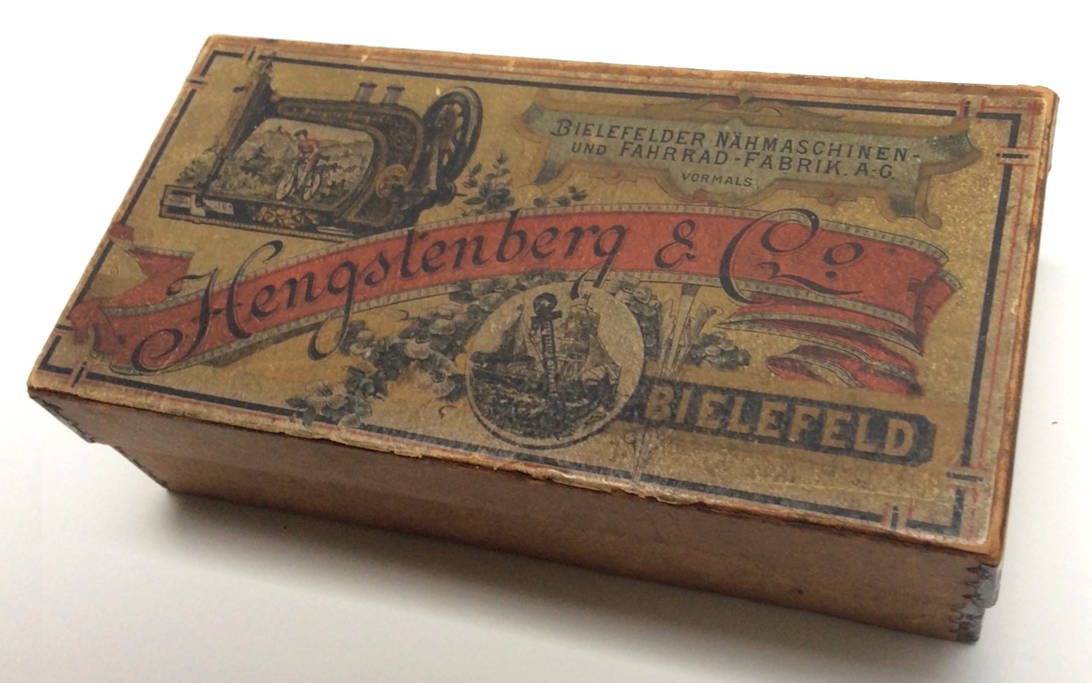 BIELEFELDER NÄHMASCHINEN-
UND FAHRRAD-FABRIK. A-G.
VORMALS
Hengstenberg & Co
BIELEFELD